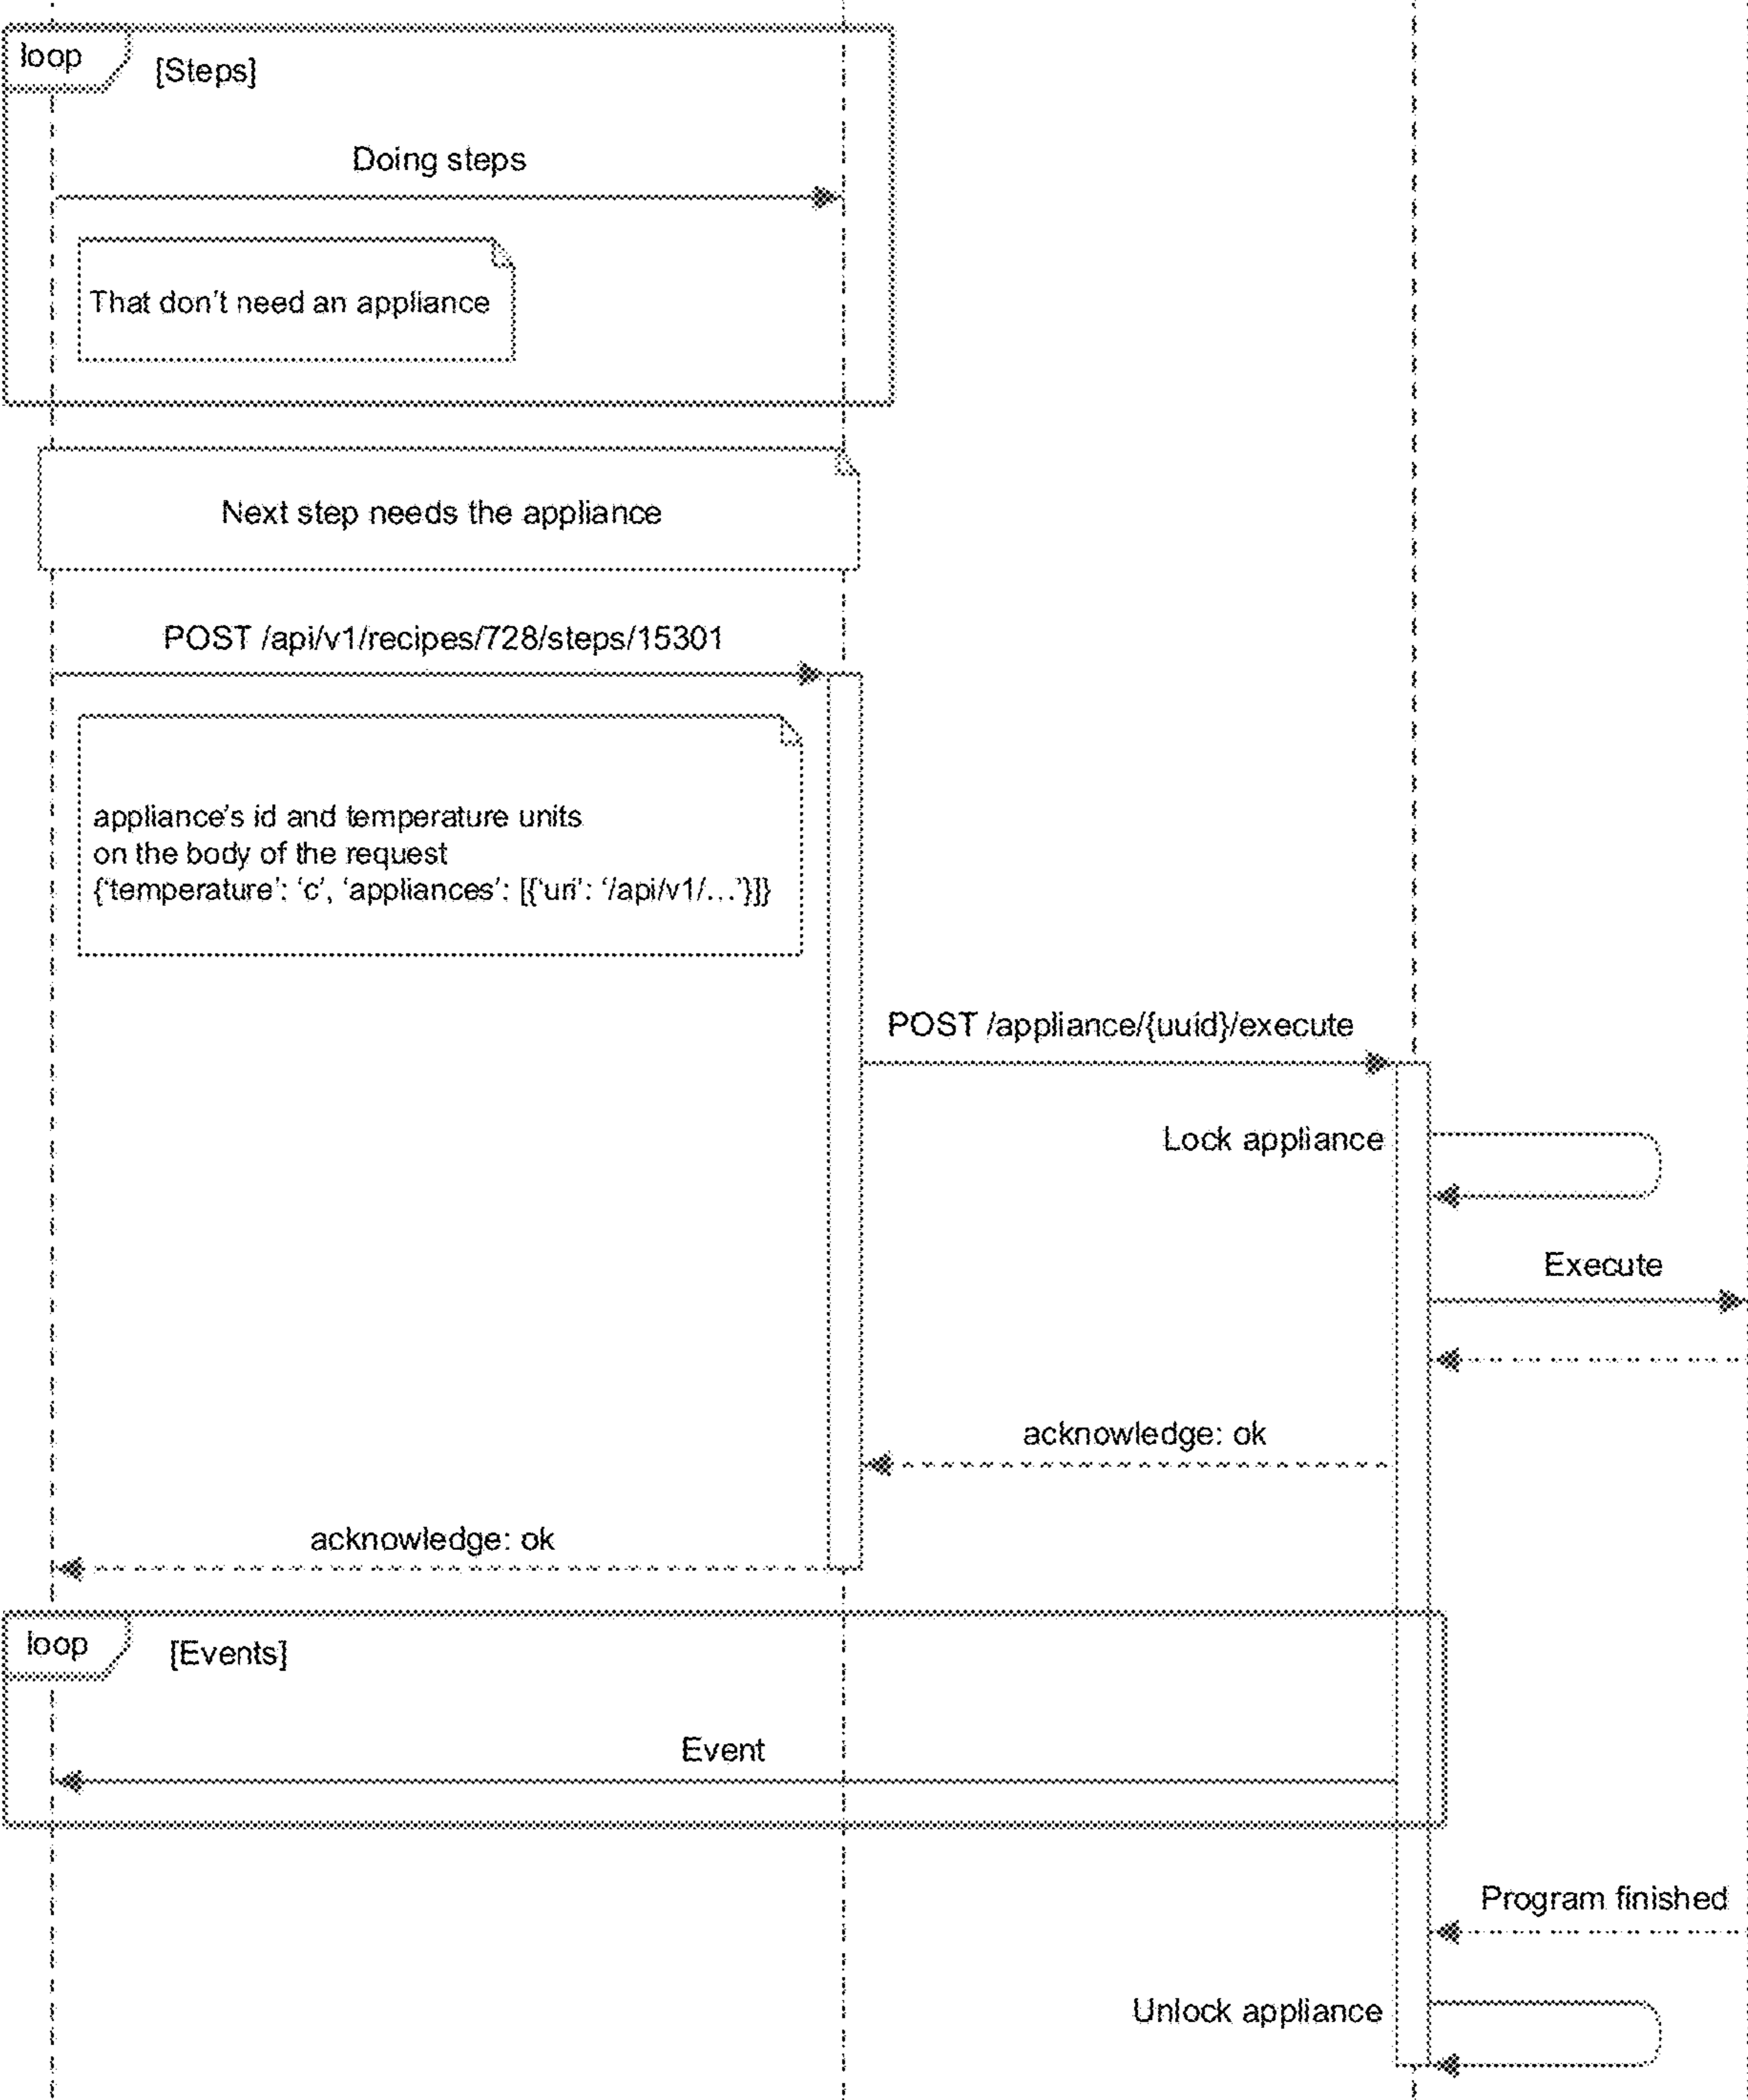 loop
[Steps]
Doing steps
That don't need an appliance
Next step needs the appliance
POST /api/v1/recipes/728/steps/15301
appliance's id and temperature units
on the body of the request
{'temperature': 'c', 'appliances': [{'uri': '/api/v1/...'}]}
POST /appliance/{uuid}/execute
Lock appliance
Execute
acknowledge: ok
acknowledge: ok
loop
[Events]
Event
Program finished
Unlock appliance